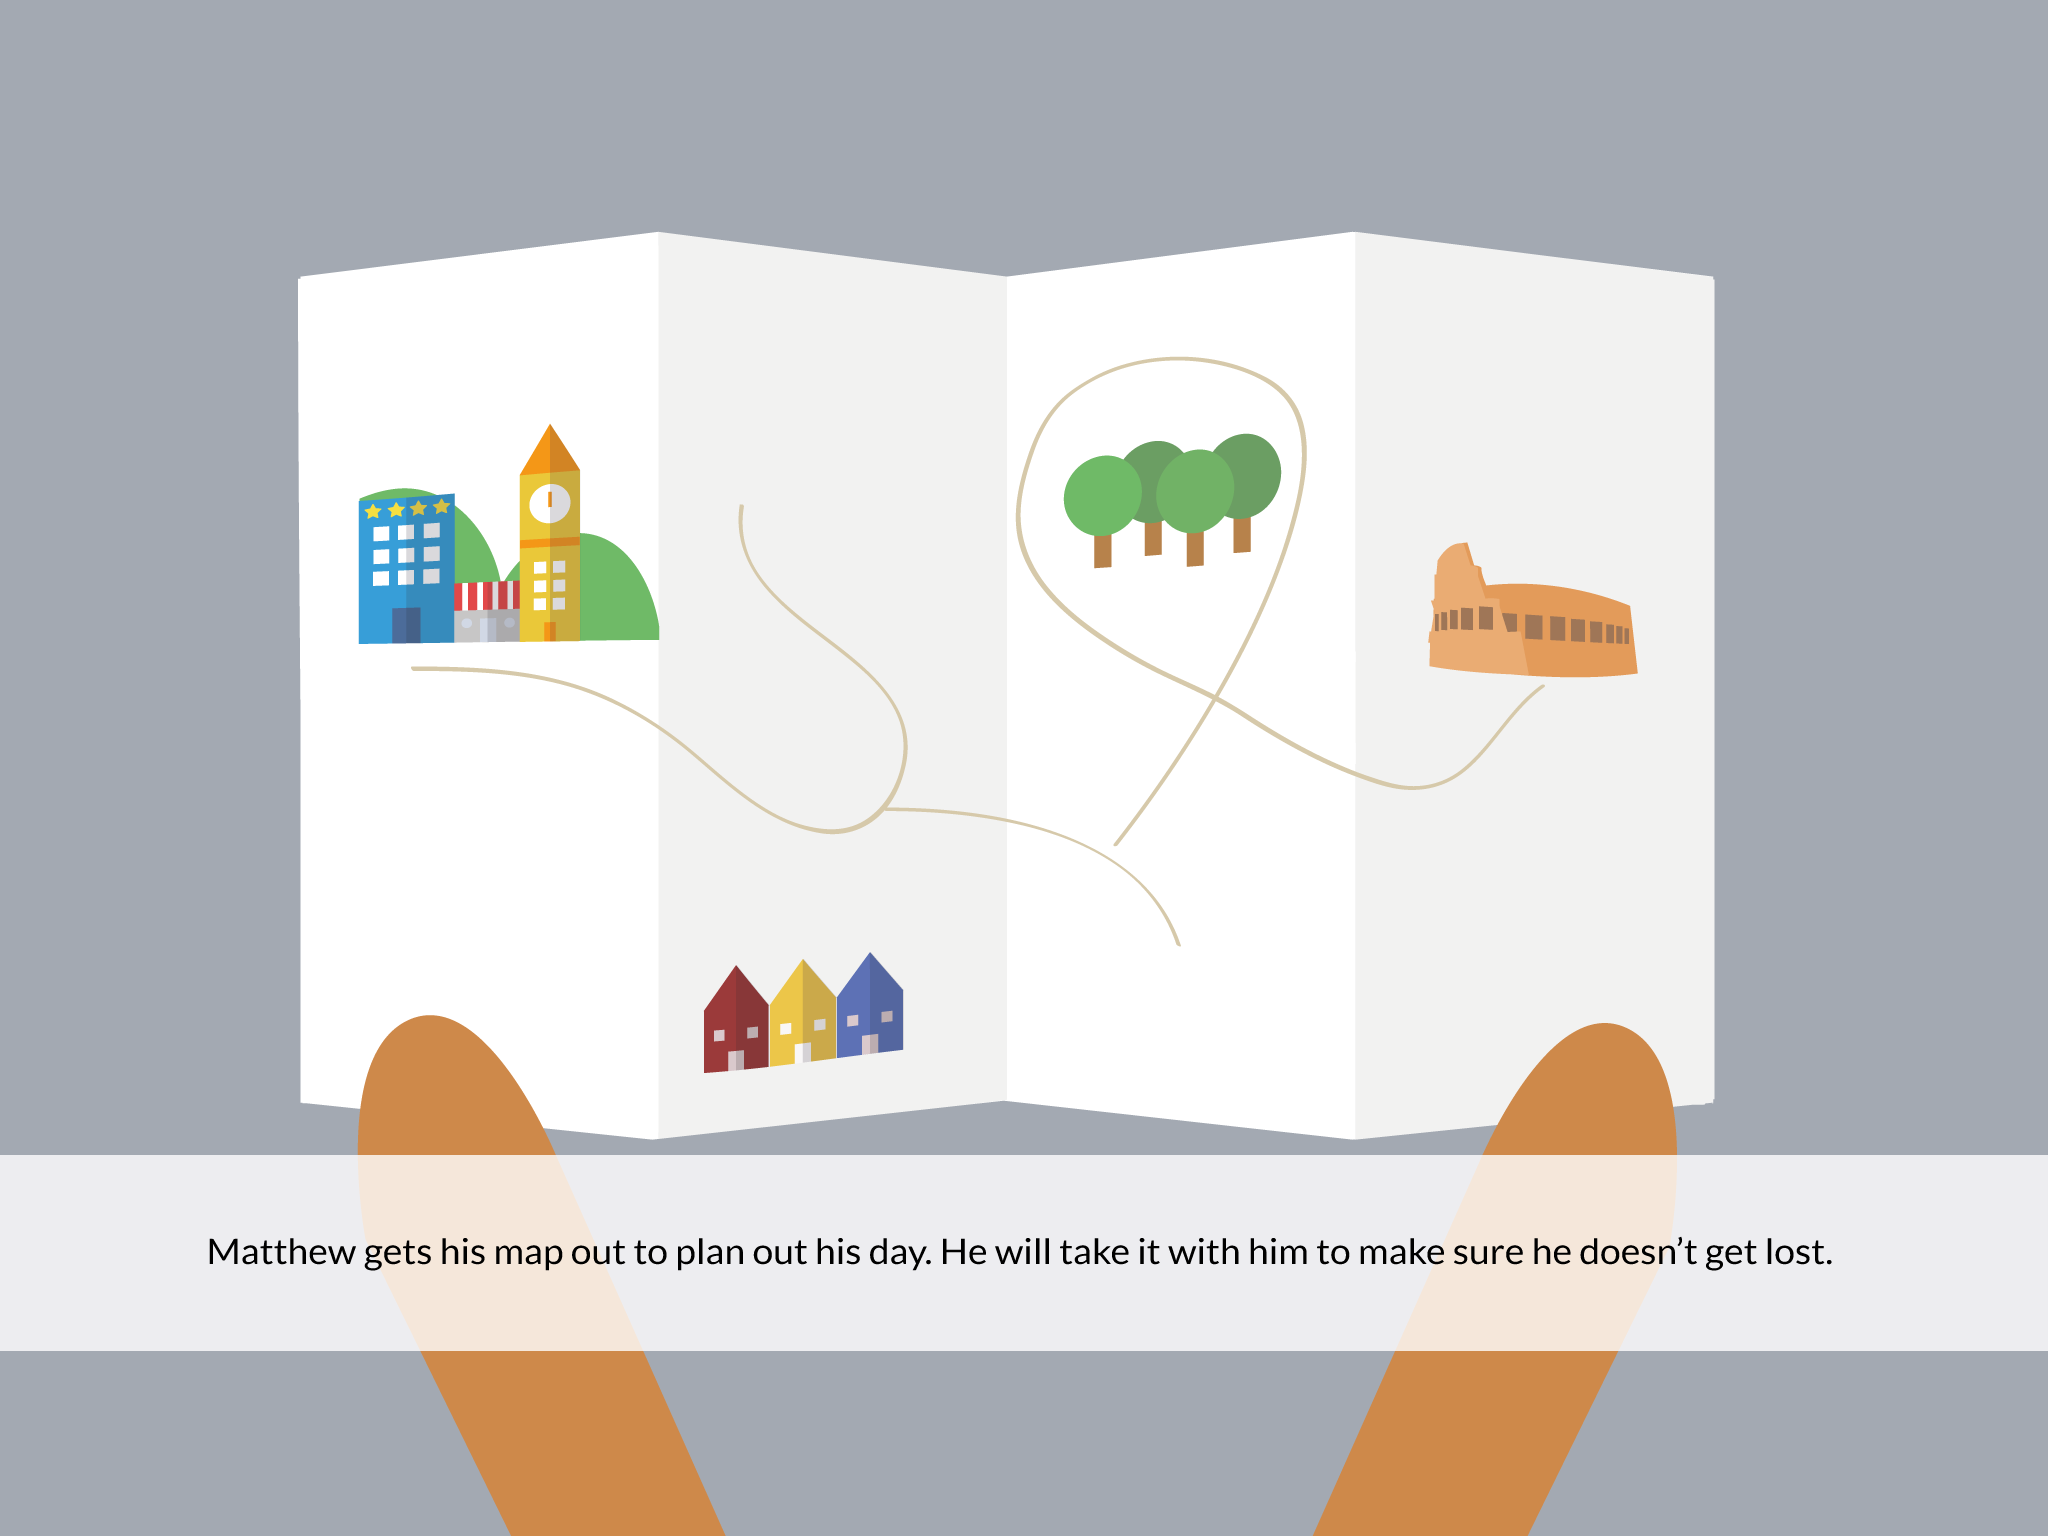 Matthew gets his map out to plan out his day. He will take it with him to make sure he doesn’t get lost.